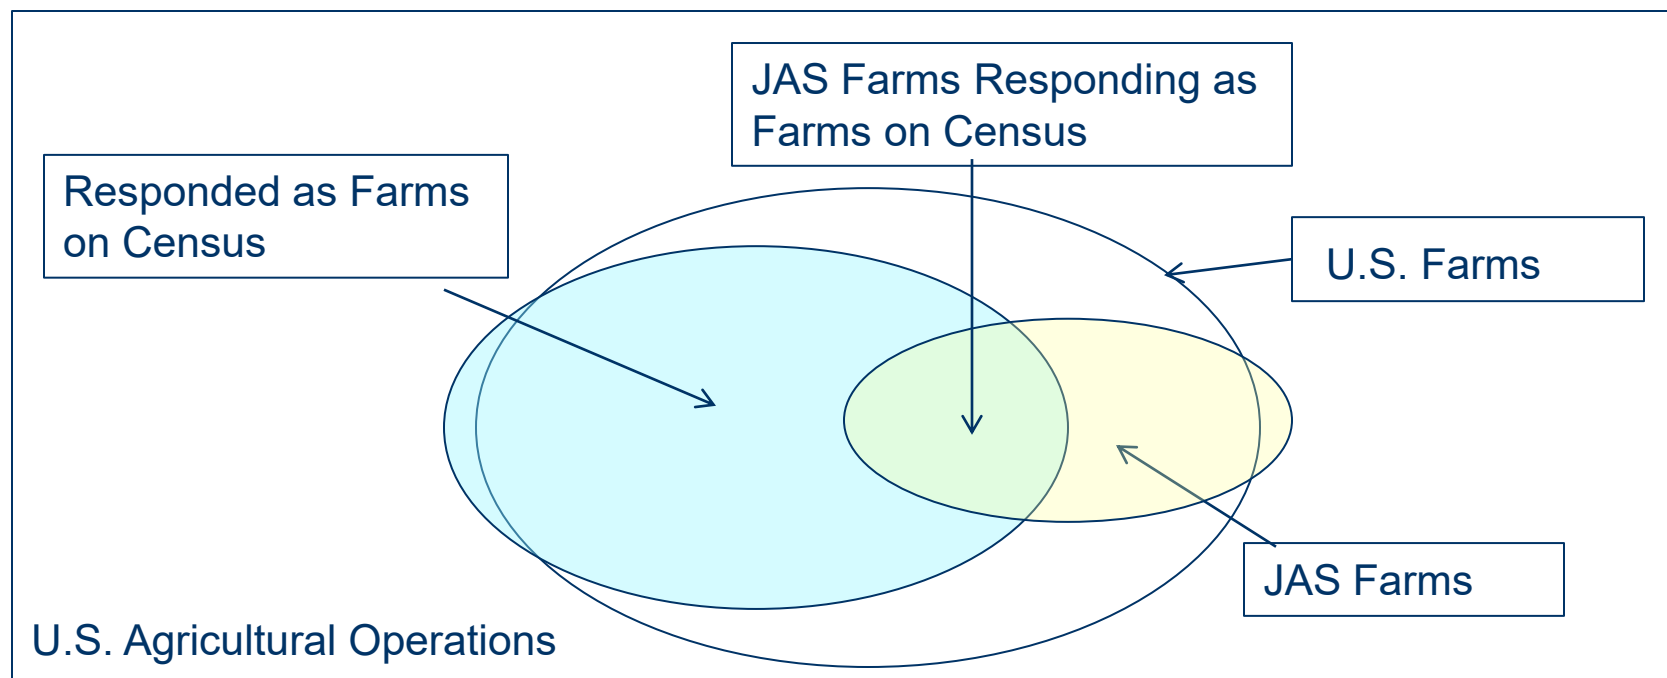 JAS Farms Responding as
Farms on Census
Responded as Farms
on Census
U.S. Farms
JAS Farms
U.S. Agricultural Operations